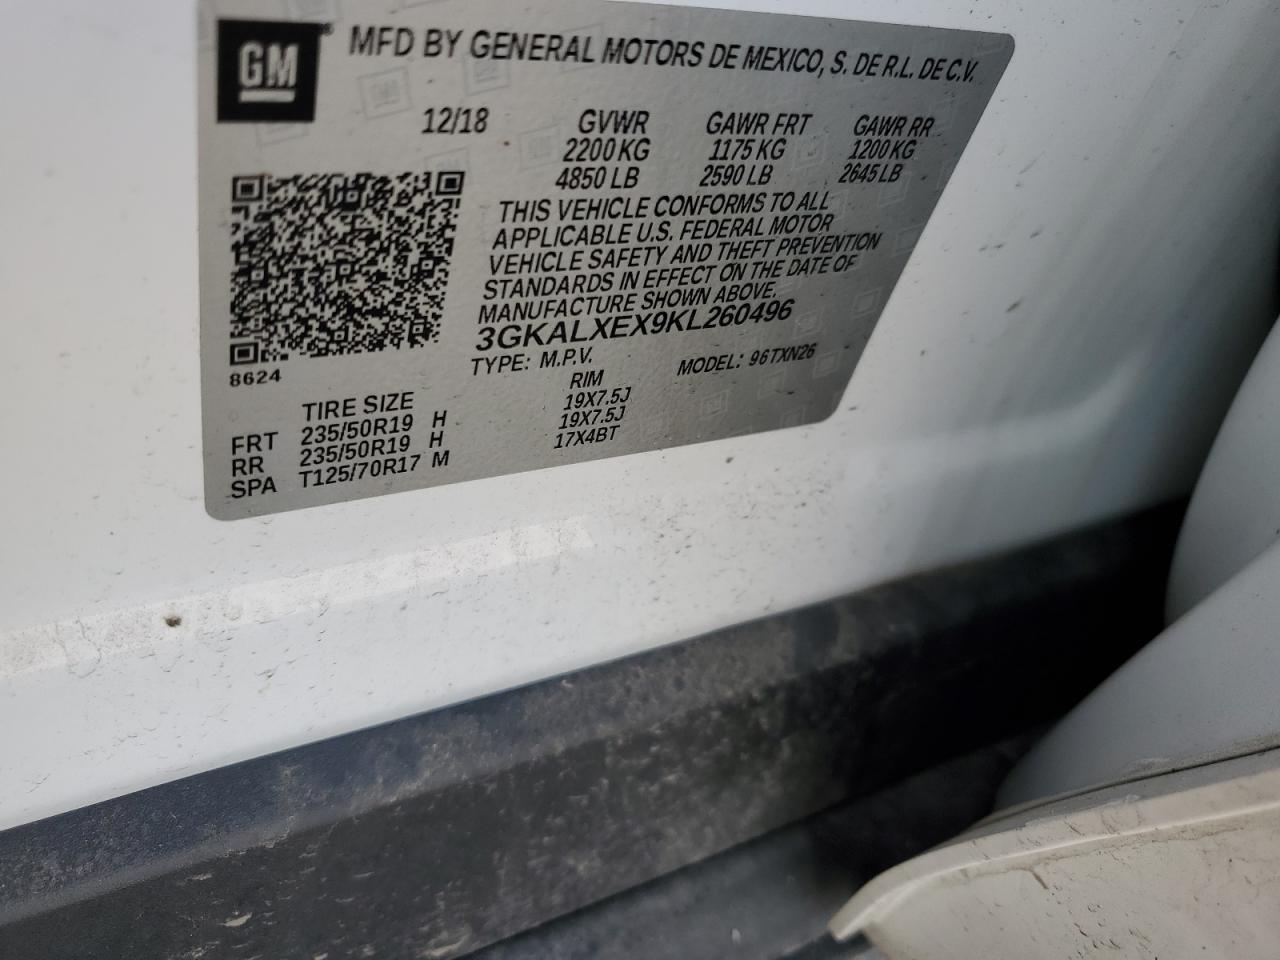 GM® MFD BY GENERAL MOTORS DE MEXICO, S. DE R.L. DE C.V.
12/18 GVWR GAWR FRT GAWR RR
2200 KG 1175 KG 1200 KG
4850 LB 2590 LB 2645 LB
THIS VEHICLE CONFORMS TO ALL
APPLICABLE U.S. FEDERAL MOTOR
VEHICLE SAFETY AND THEFT PREVENTION
STANDARDS IN EFFECT ON THE DATE OF
MANUFACTURE SHOWN ABOVE.
3GKALXEX9KL260496
8624 TYPE: M.P.V. MODEL: 96TXN26
TIRE SIZE RIM
FRT 235/50R19 H 19X7.5J
RR 235/50R19 H 19X7.5J
SPA T125/70R17 M 17X4BT